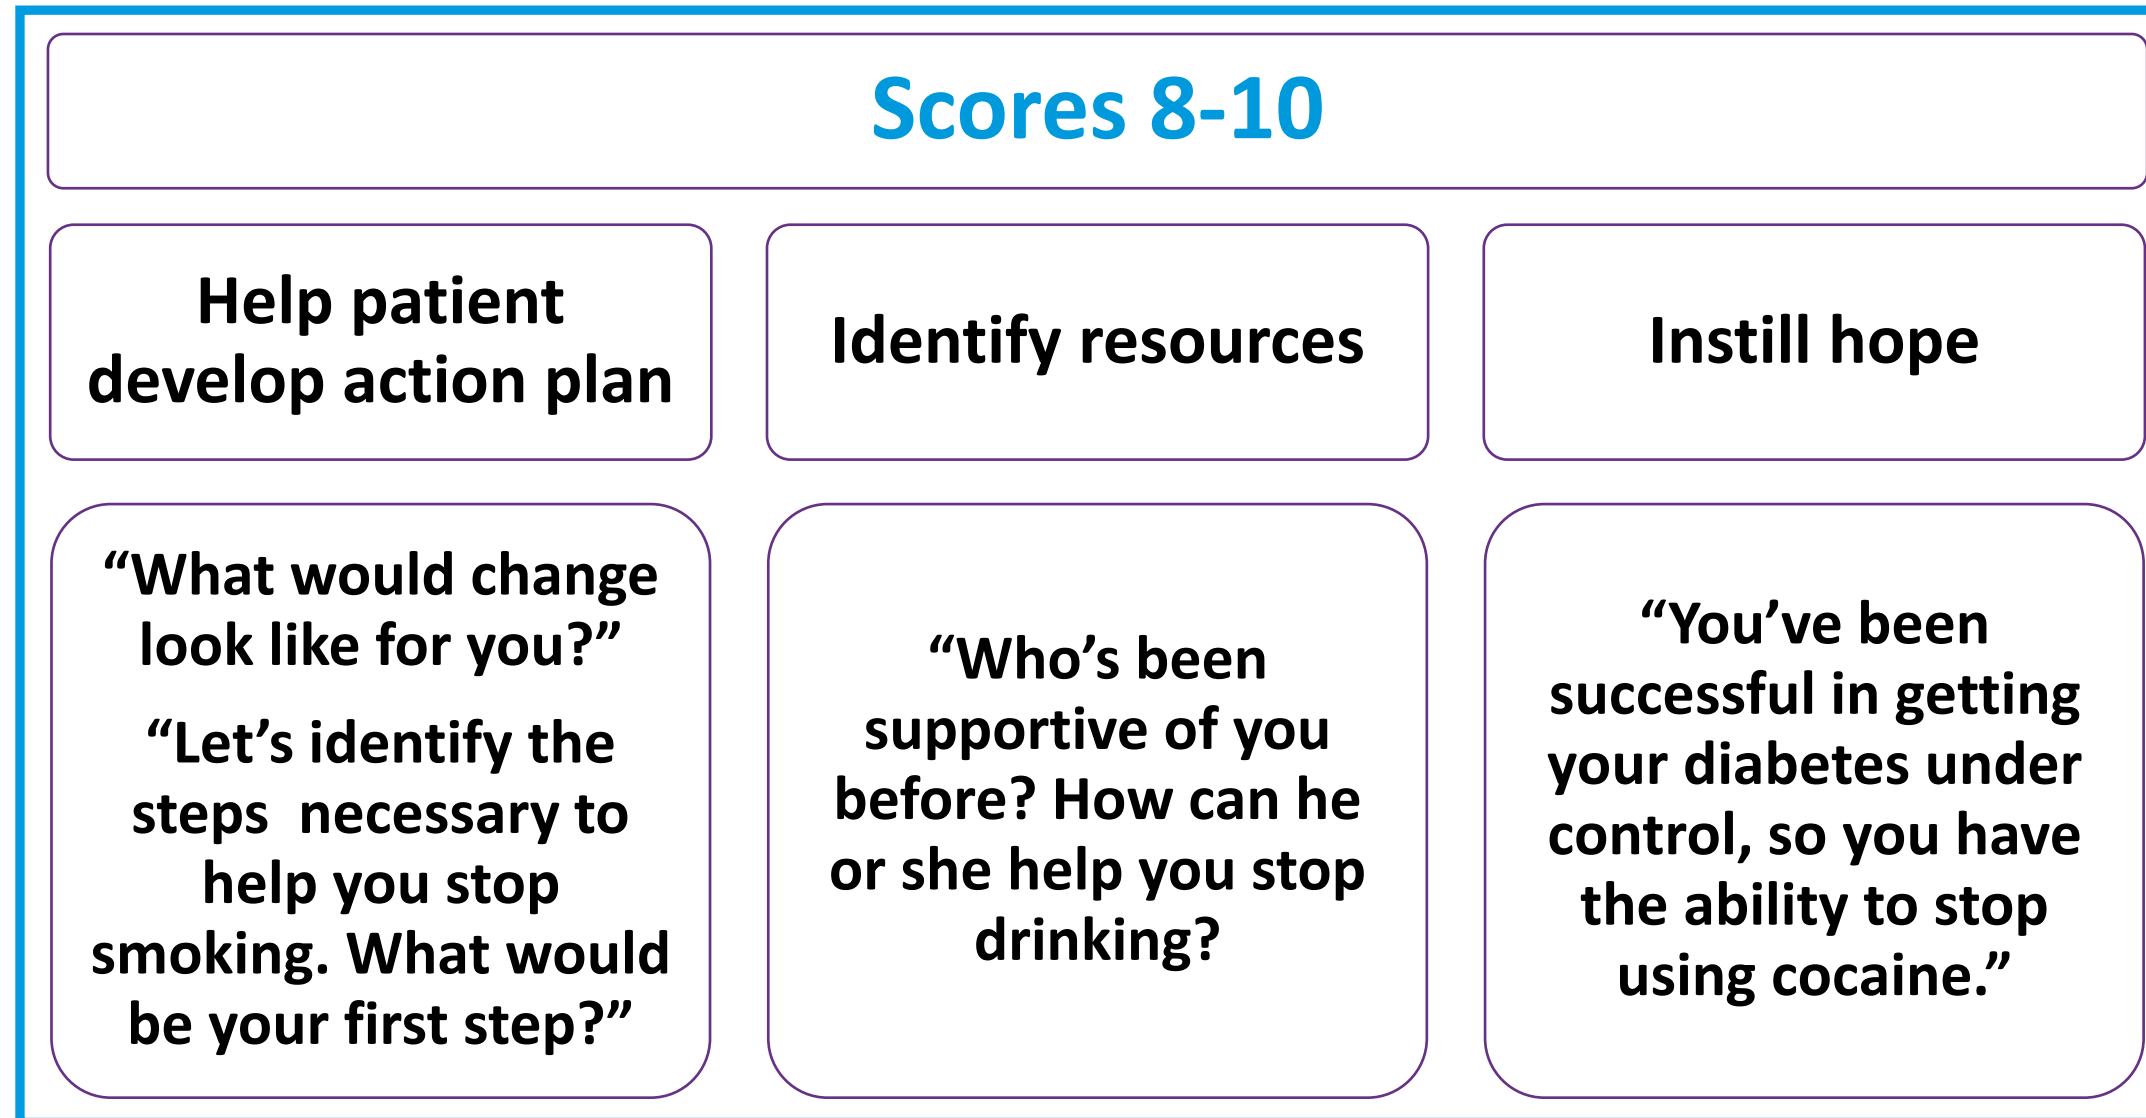 Scores 8-10
Help patient
develop action plan
Identify resources
Instill hope
“What would change
look like for you?”
“Let’s identify the
steps  necessary to
help you stop
smoking. What would
be your first step?”
“Who’s been
supportive of you
before? How can he
or she help you stop
drinking?
“You’ve been
successful in getting
your diabetes under
control, so you have
the ability to stop
using cocaine.”